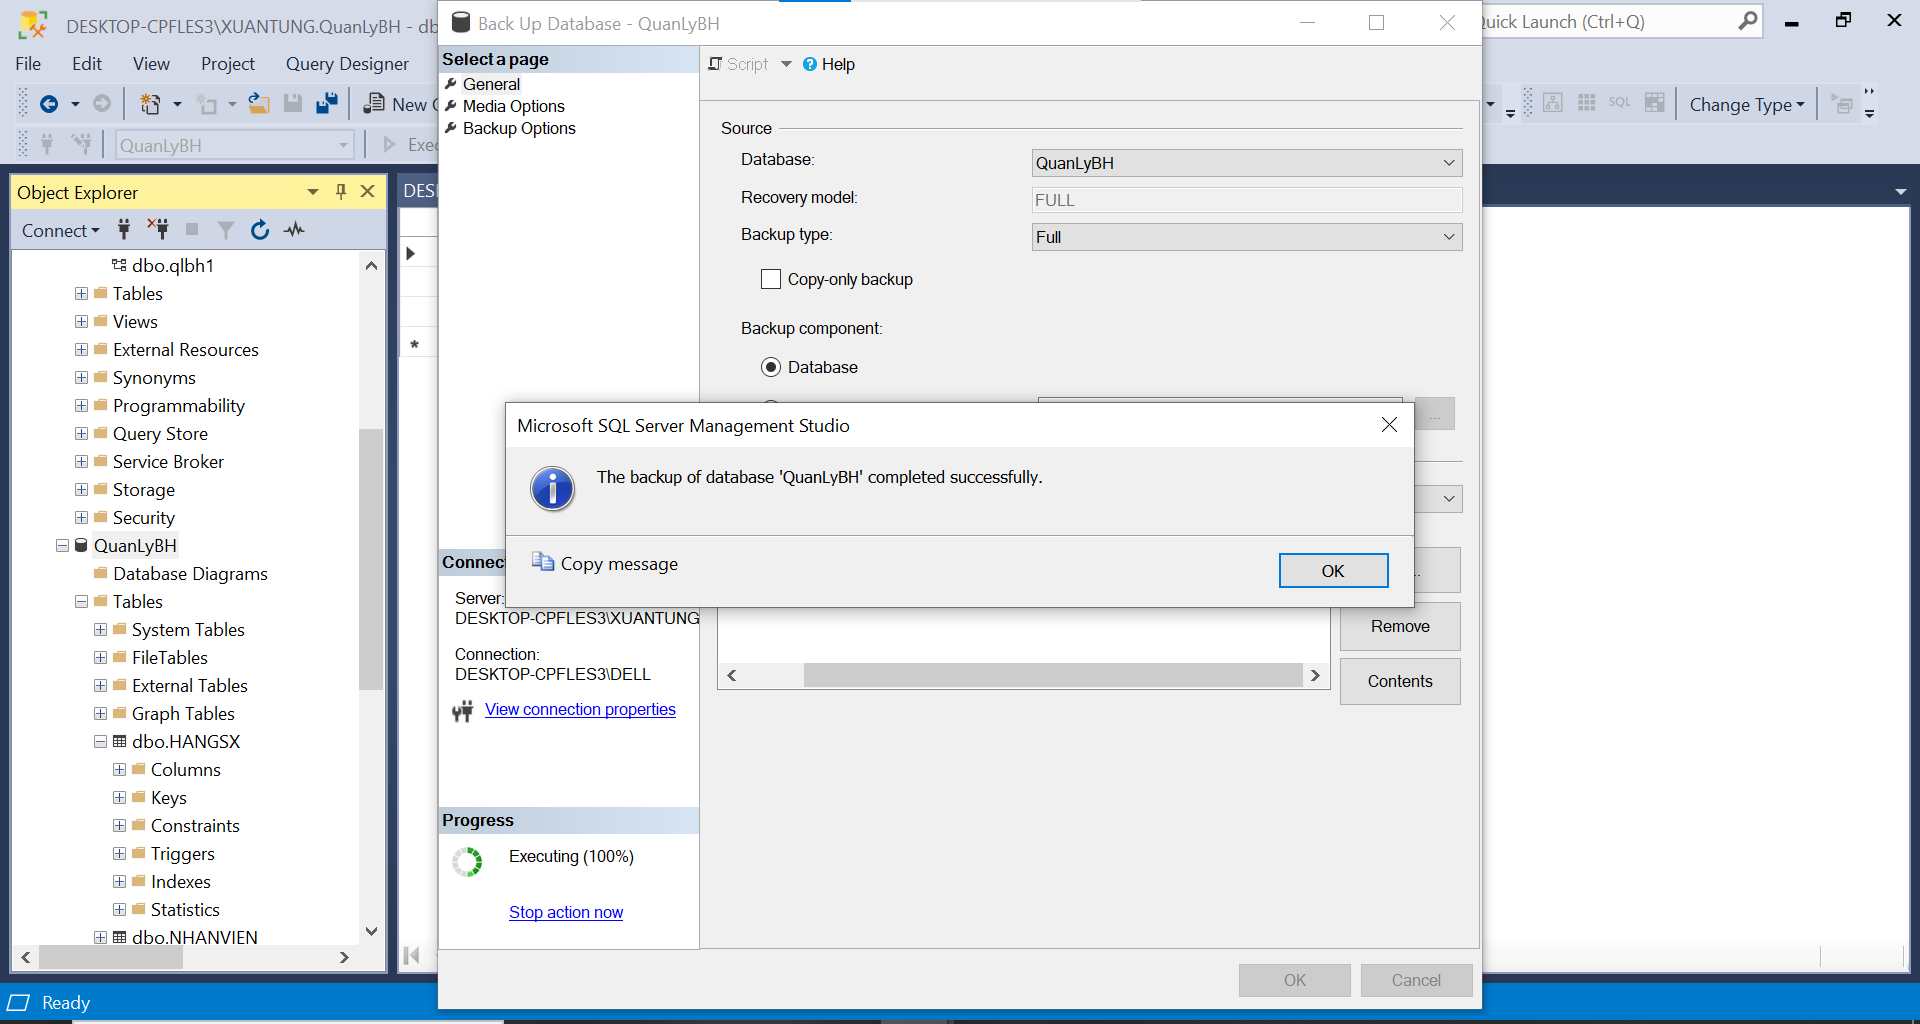 DESKTOP-CPFLES3\XUANTUNG.QuanLyBH - db
Quick Launch (Ctrl+Q)
File Edit View Project Query Designer
New
Change Type
SQL
QuanLyBH
Object Explorer
Connect
dbo.qlbh1
Tables
Views
External Resources
Synonyms
Programmability
Query Store
Service Broker
Storage
Security
QuanLyBH
Database Diagrams
Tables
System Tables
FileTables
External Tables
Graph Tables
dbo.HANGSX
Columns
Keys
Constraints
Triggers
Indexes
Statistics
dbo.NHANVIEN
Ready
Back Up Database - QuanLyBH
Select a page
General
Media Options
Backup Options
Script Help
Source
Database: QuanLyBH
Recovery model: FULL
Backup type: Full
Copy-only backup
Backup component:
Database
...
Microsoft SQL Server Management Studio
The backup of database 'QuanLyBH' completed successfully.
Copy message
OK
Server:
DESKTOP-CPFLES3\XUANTUNG
Connection:
DESKTOP-CPFLES3\DELL
View connection properties
Remove
Contents
Progress
Executing (100%)
Stop action now
OK Cancel